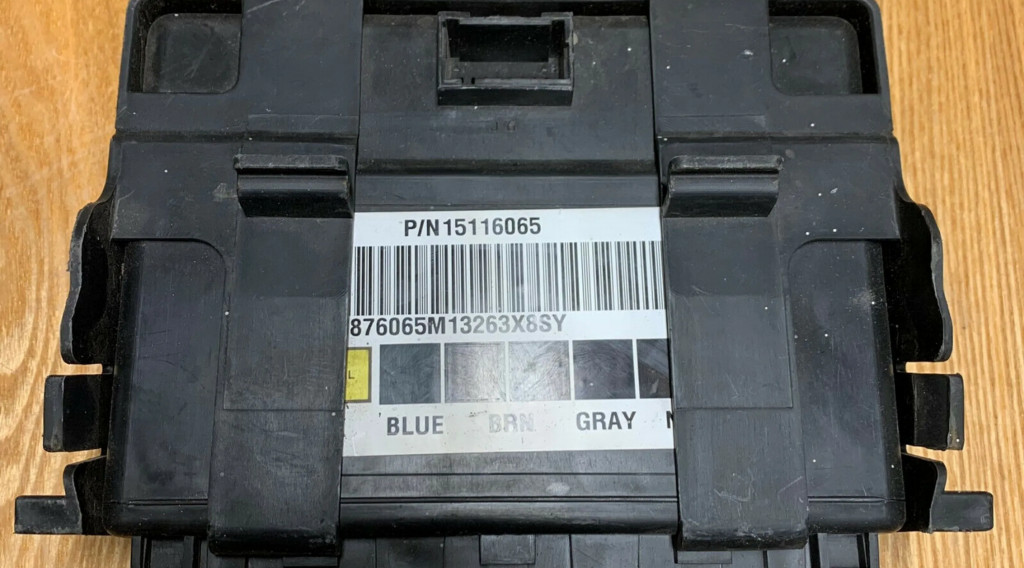 P/N15116065
876065M13263X8SY
L
BLUE BRN GRAY N